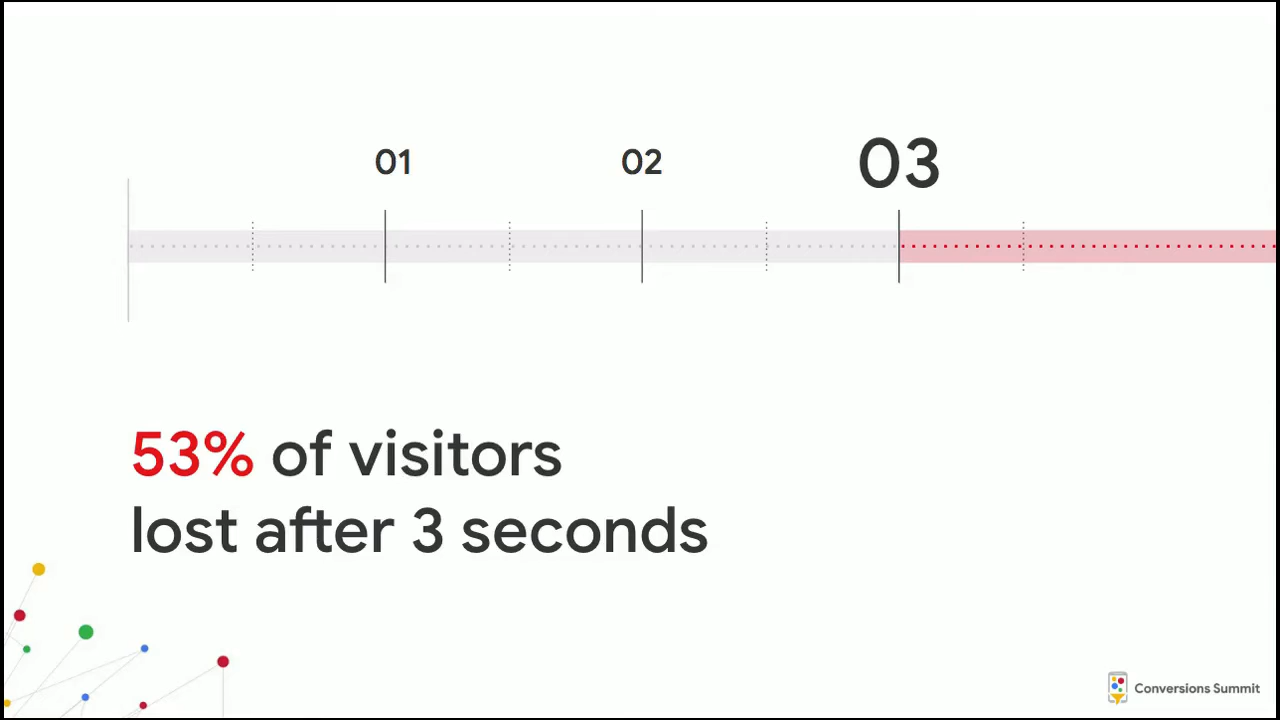 01 02 03
53% of visitors
lost after 3 seconds
Conversions Summit